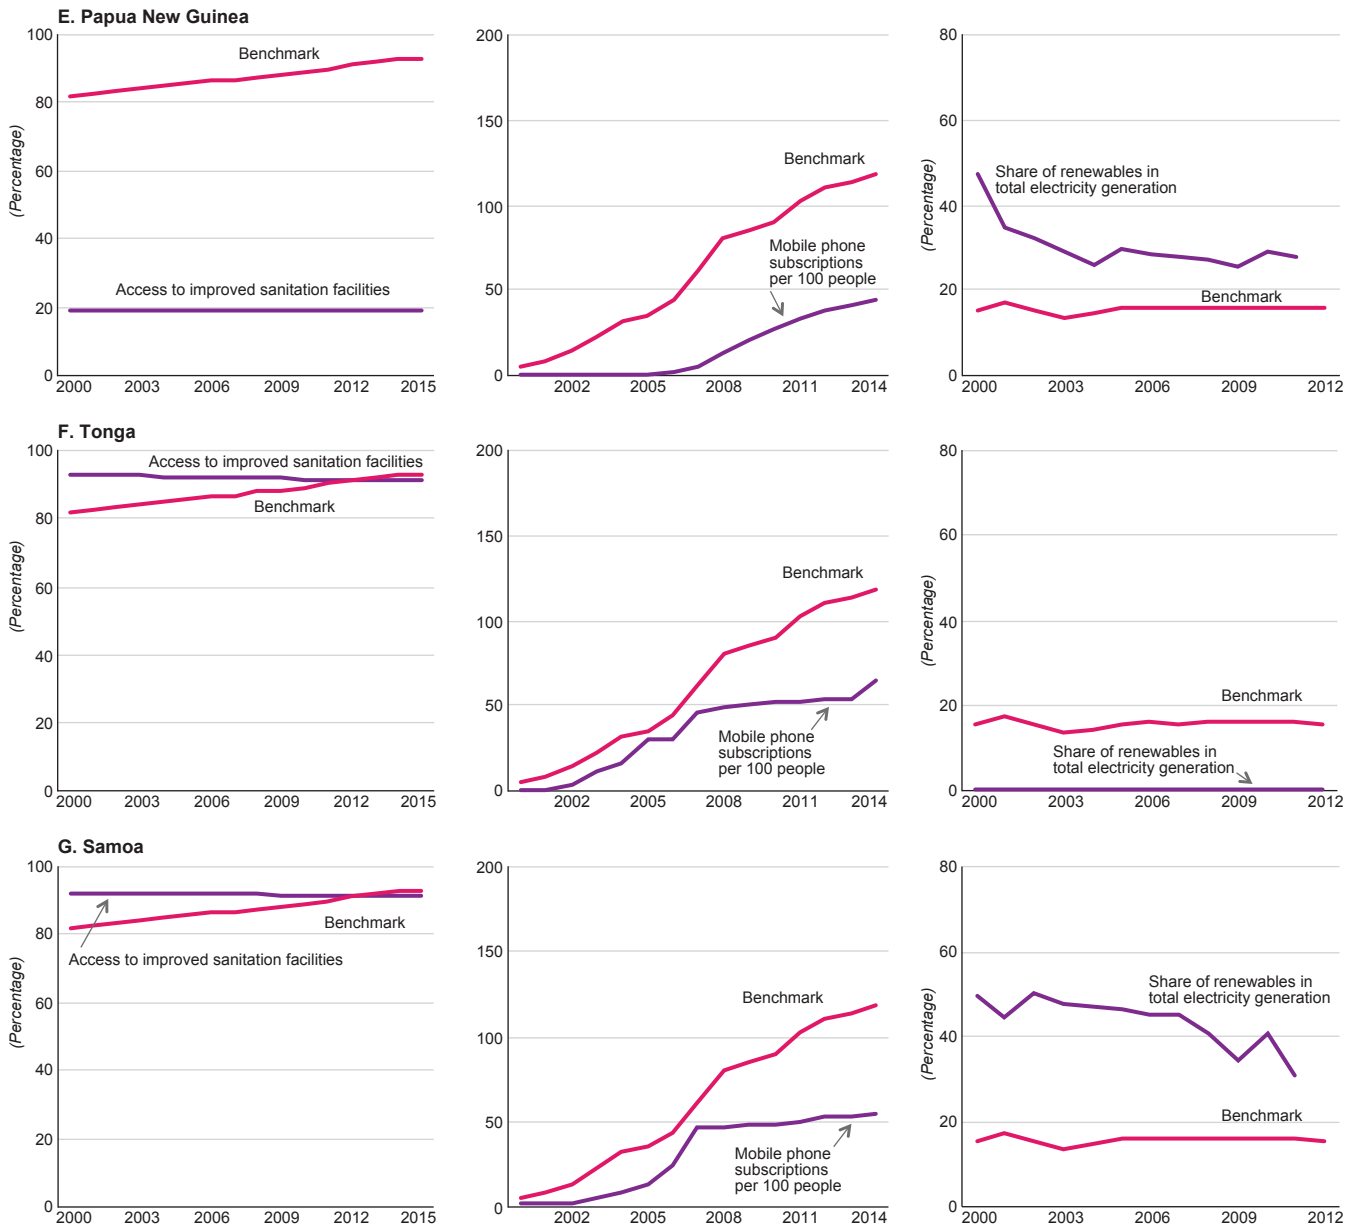 E. Papua New Guinea
100
80
60
40
20
0
(Percentage)
Benchmark
Access to improved sanitation facilities
2000 2003 2006 2009 2012 2015
200
150
100
50
0
Benchmark
Mobile phone
subscriptions
per 100 people
2002 2005 2008 2011 2014
80
60
40
20
0
(Percentage)
Share of renewables in
total electricity generation
Benchmark
2000 2003 2006 2009 2012
F. Tonga
100
80
60
40
20
0
(Percentage)
Access to improved sanitation facilities
Benchmark
2000 2003 2006 2009 2012 2015
200
150
100
50
0
Benchmark
Mobile phone
subscriptions
per 100 people
2002 2005 2008 2011 2014
80
60
40
20
0
(Percentage)
Benchmark
Share of renewables in
total electricity generation
2000 2003 2006 2009 2012
G. Samoa
100
80
60
40
20
0
(Percentage)
Benchmark
Access to improved sanitation facilities
2000 2003 2006 2009 2012 2015
200
150
100
50
0
Benchmark
Mobile phone
subscriptions
per 100 people
2002 2005 2008 2011 2014
80
60
40
20
0
(Percentage)
Share of renewables in
total electricity generation
Benchmark
2000 2003 2006 2009 2012